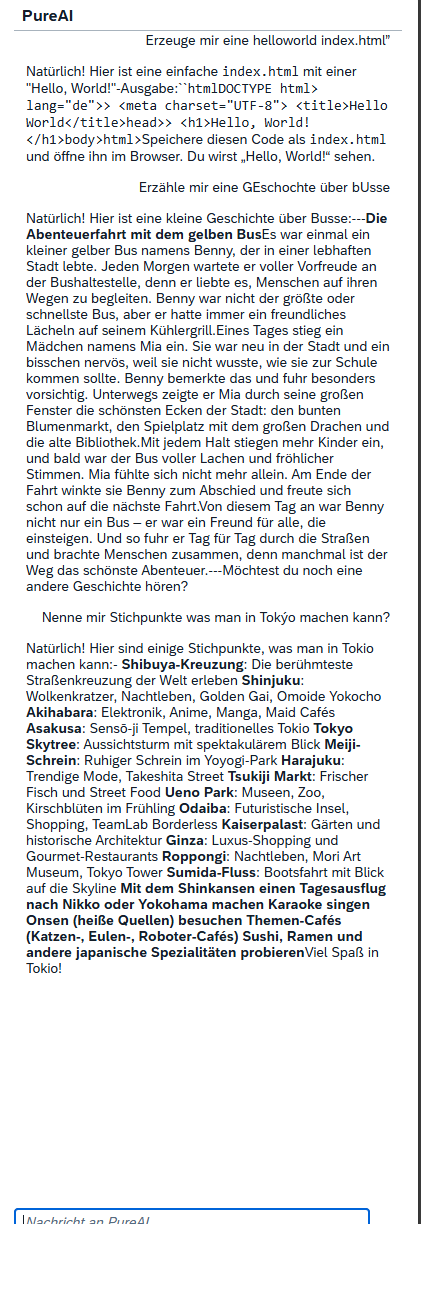 PureAI
Erzeuge mir eine helloworld index.html"
Natürlich! Hier ist eine einfache index.html mit einer
"Hello, World!"-Ausgabe:``htmlDOCTYPE html>
lang="de">> <meta charset="UTF-8"> <title>Hello
World</title>head>> <h1>Hello, World!
</h1>body>html>Speichere diesen Code als index.html
und öffne ihn im Browser. Du wirst „Hello, World!“ sehen.
Erzähle mir eine GEschochte über bUsse
Natürlich! Hier ist eine kleine Geschichte über Busse:---Die
Abenteuerfahrt mit dem gelben BusEs war einmal ein
kleiner gelber Bus namens Benny, der in einer lebhaften
Stadt lebte. Jeden Morgen wartete er voller Vorfreude an
der Bushaltestelle, denn er liebte es, Menschen auf ihren
Wegen zu begleiten. Benny war nicht der größte oder
schnellste Bus, aber er hatte immer ein freundliches
Lächeln auf seinem Kühlergrill.Eines Tages stieg ein
Mädchen namens Mia ein. Sie war neu in der Stadt und ein
bisschen nervös, weil sie nicht wusste, wie sie zur Schule
kommen sollte. Benny bemerkte das und fuhr besonders
vorsichtig. Unterwegs zeigte er Mia durch seine großen
Fenster die schönsten Ecken der Stadt: den bunten
Blumenmarkt, den Spielplatz mit dem großen Drachen und
die alte Bibliothek.Mit jedem Halt stiegen mehr Kinder ein,
und bald war der Bus voller Lachen und fröhlicher
Stimmen. Mia fühlte sich nicht mehr allein. Am Ende der
Fahrt winkte sie Benny zum Abschied und freute sich
schon auf die nächste Fahrt.Von diesem Tag an war Benny
nicht nur ein Bus – er war ein Freund für alle, die
einsteigen. Und so fuhr er Tag für Tag durch die Straßen
und brachte Menschen zusammen, denn manchmal ist der
Weg das schönste Abenteuer.---Möchtest du noch eine
andere Geschichte hören?
Nenne mir Stichpunkte was man in Tokýo machen kann?
Natürlich! Hier sind einige Stichpunkte, was man in Tokio
machen kann:- Shibuya-Kreuzung: Die berühmteste
Straßenkreuzung der Welt erleben Shinjuku:
Wolkenkratzer, Nachtleben, Golden Gai, Omoide Yokocho
Akihabara: Elektronik, Anime, Manga, Maid Cafés
Asakusa: Sensō-ji Tempel, traditionelles Tokio Tokyo
Skytree: Aussichtsturm mit spektakulärem Blick Meiji-
Schrein: Ruhiger Schrein im Yoyogi-Park Harajuku:
Trendige Mode, Takeshita Street Tsukiji Markt: Frischer
Fisch und Street Food Ueno Park: Museen, Zoo,
Kirschblüten im Frühling Odaiba: Futuristische Insel,
Shopping, TeamLab Borderless Kaiserpalast: Gärten und
historische Architektur Ginza: Luxus-Shopping und
Gourmet-Restaurants Roppongi: Nachtleben, Mori Art
Museum, Tokyo Tower Sumida-Fluss: Bootsfahrt mit Blick
auf die Skyline Mit dem Shinkansen einen Tagesausflug
nach Nikko oder Yokohama machen Karaoke singen
Onsen (heiße Quellen) besuchen Themen-Cafés
(Katzen-, Eulen-, Roboter-Cafés) Sushi, Ramen und
andere japanische Spezialitäten probierenViel Spaß in
Tokio!
Nachricht an PureAI